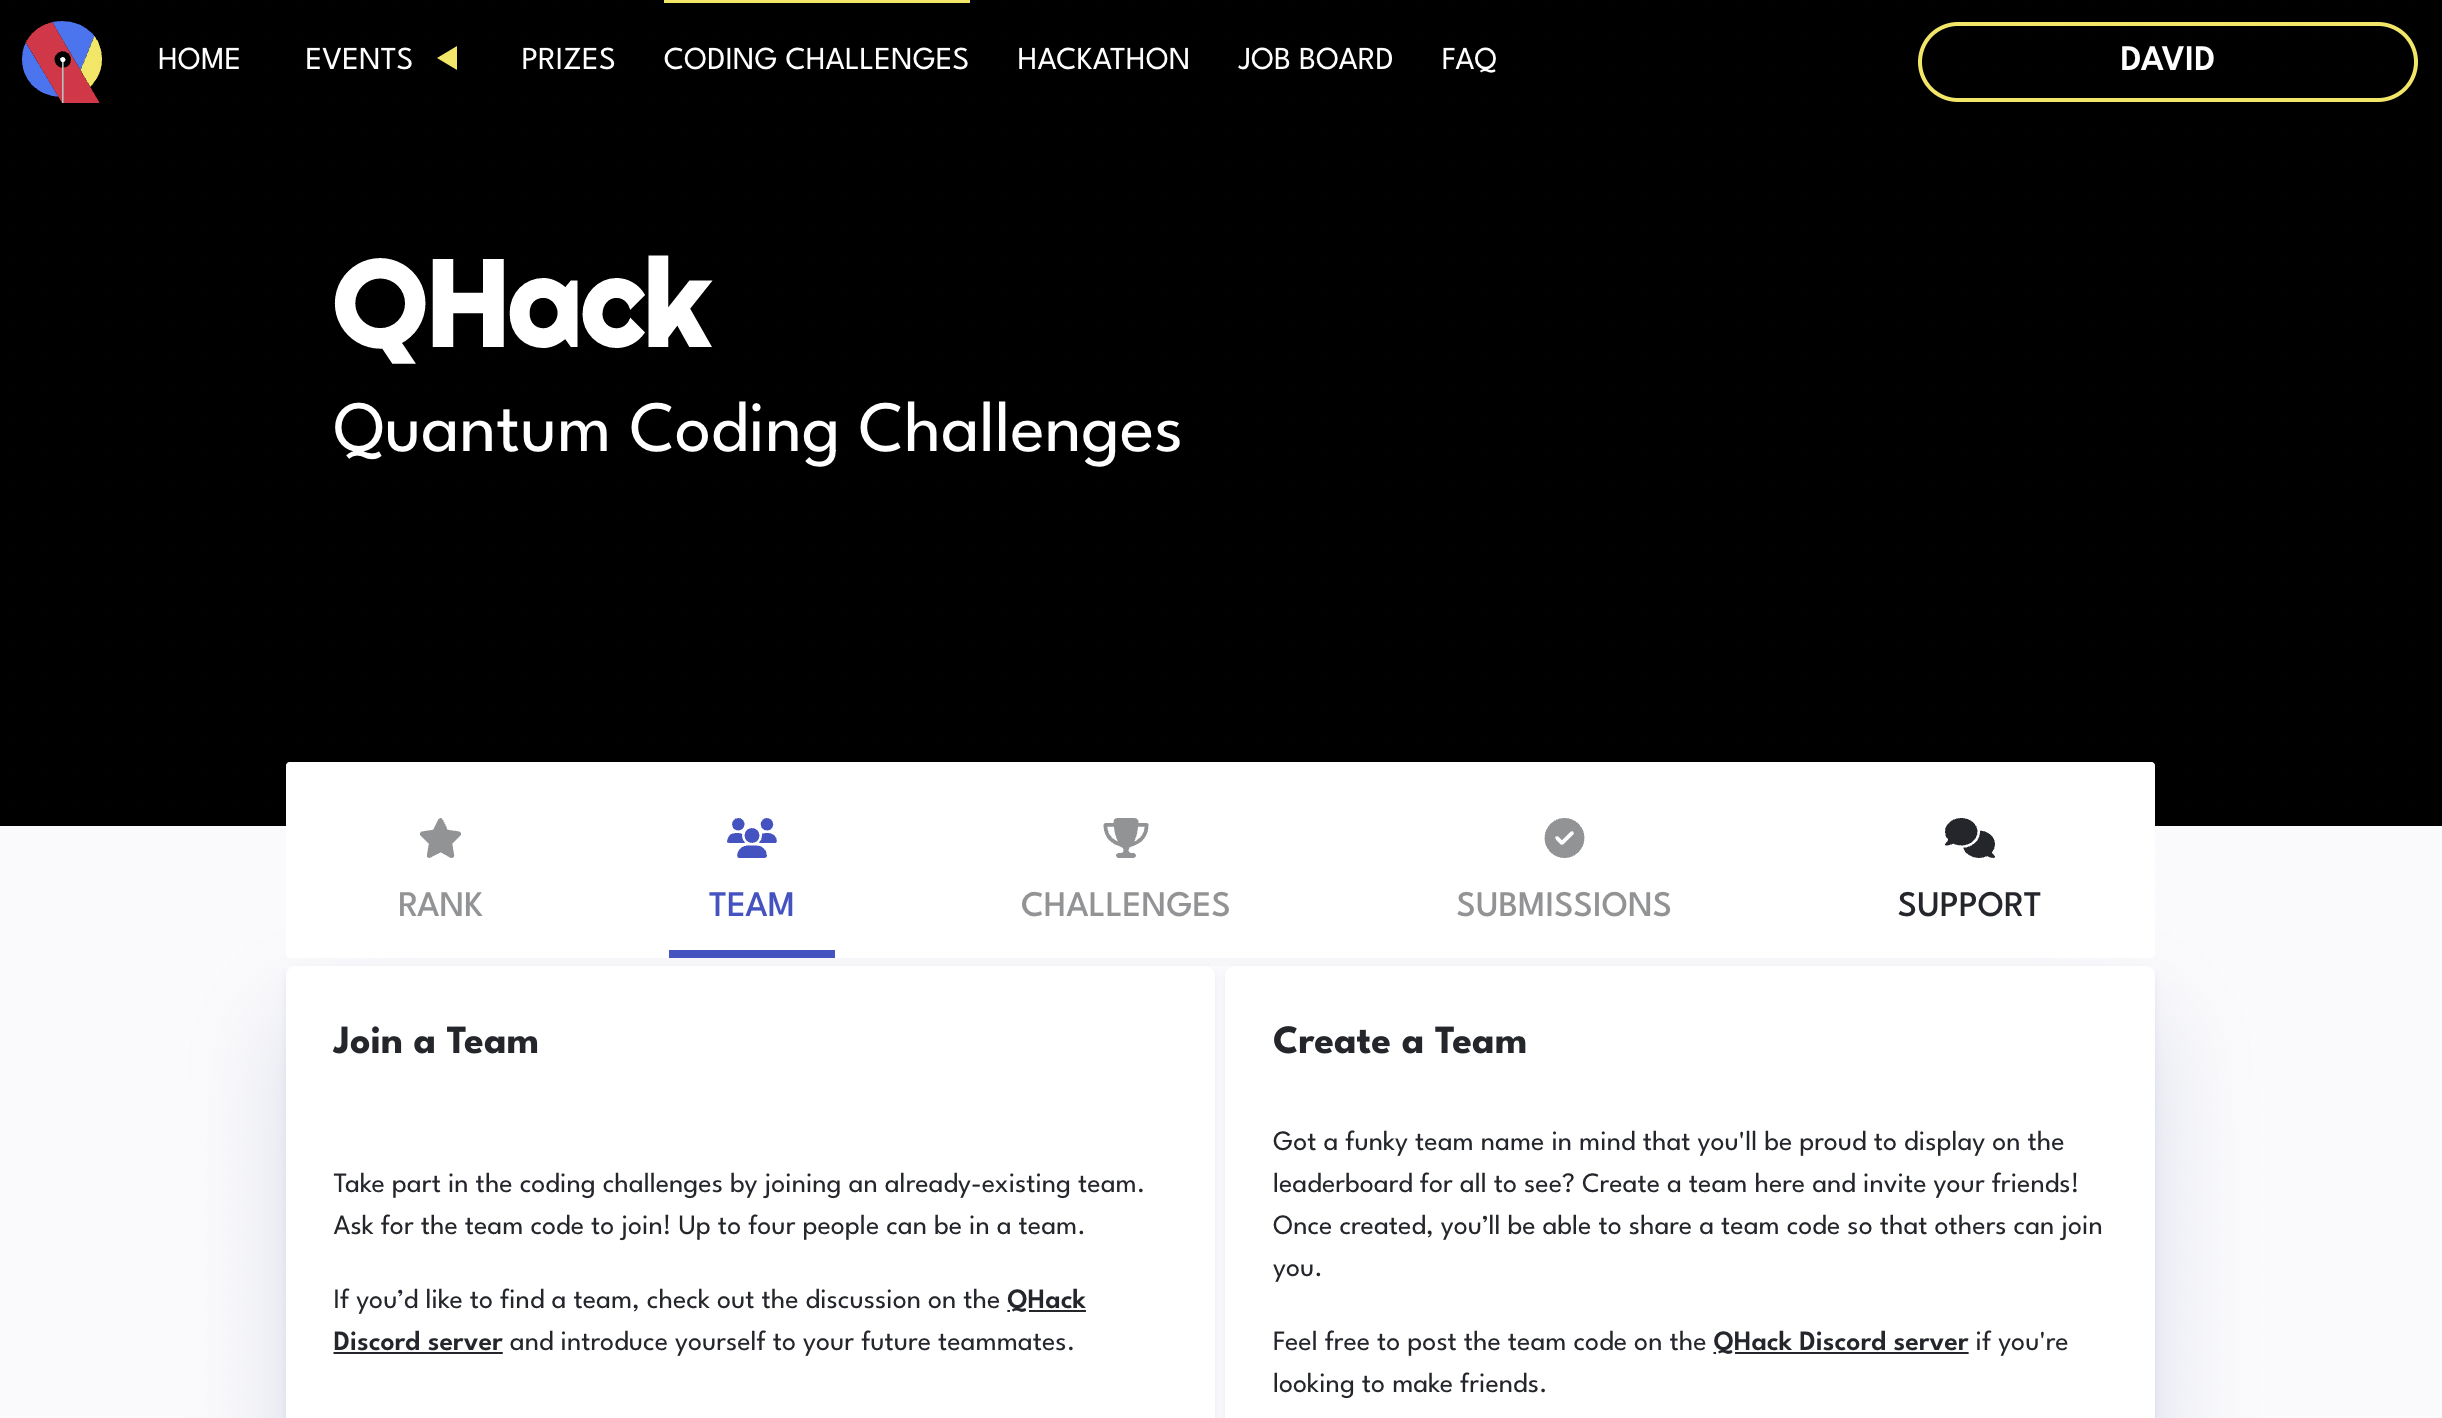 HOME EVENTS PRIZES CODING CHALLENGES HACKATHON JOB BOARD FAQ DAVID
QHack
Quantum Coding Challenges
RANK TEAM CHALLENGES SUBMISSIONS SUPPORT
Join a Team
Take part in the coding challenges by joining an already-existing team.
Ask for the team code to join! Up to four people can be in a team.
If you’d like to find a team, check out the discussion on the QHack
Discord server and introduce yourself to your future teammates.
Create a Team
Got a funky team name in mind that you'll be proud to display on the
leaderboard for all to see? Create a team here and invite your friends!
Once created, you’ll be able to share a team code so that others can join
you.
Feel free to post the team code on the QHack Discord server if you're
looking to make friends.